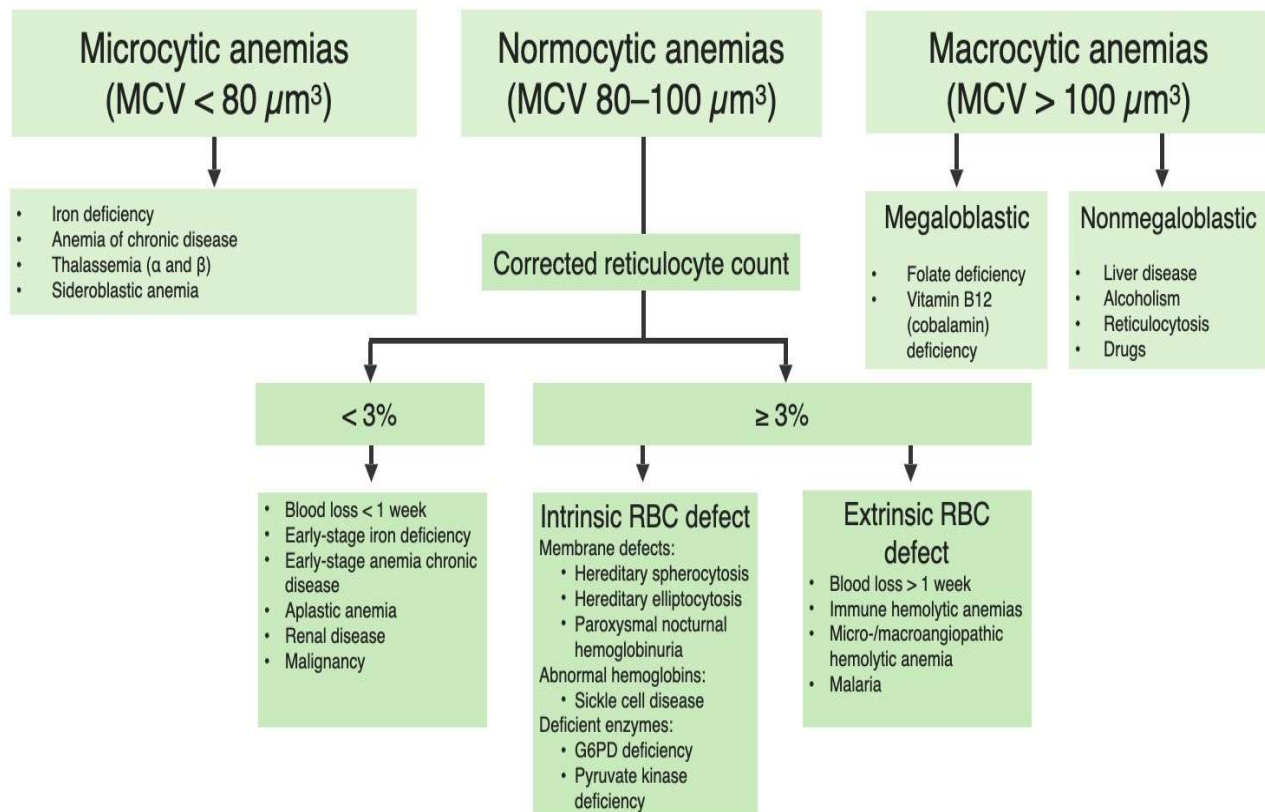 Microcytic anemias
(MCV < 80 µm³)
• Iron deficiency
• Anemia of chronic disease
• Thalassemia (α and β)
• Sideroblastic anemia
Normocytic anemias
(MCV 80–100 µm³)
Corrected reticulocyte count
< 3%
• Blood loss < 1 week
• Early-stage iron deficiency
• Early-stage anemia chronic
disease
• Aplastic anemia
• Renal disease
• Malignancy
≥ 3%
Intrinsic RBC defect
Membrane defects:
• Hereditary spherocytosis
• Hereditary elliptocytosis
• Paroxysmal nocturnal
hemoglobinuria
Abnormal hemoglobins:
• Sickle cell disease
Deficient enzymes:
• G6PD deficiency
• Pyruvate kinase
deficiency
Extrinsic RBC
defect
• Blood loss > 1 week
• Immune hemolytic anemias
• Micro-/macroangiopathic
hemolytic anemia
• Malaria
Macrocytic anemias
(MCV > 100 µm³)
Megaloblastic
• Folate deficiency
• Vitamin B12
(cobalamin)
deficiency
Nonmegaloblastic
• Liver disease
• Alcoholism
• Reticulocytosis
• Drugs